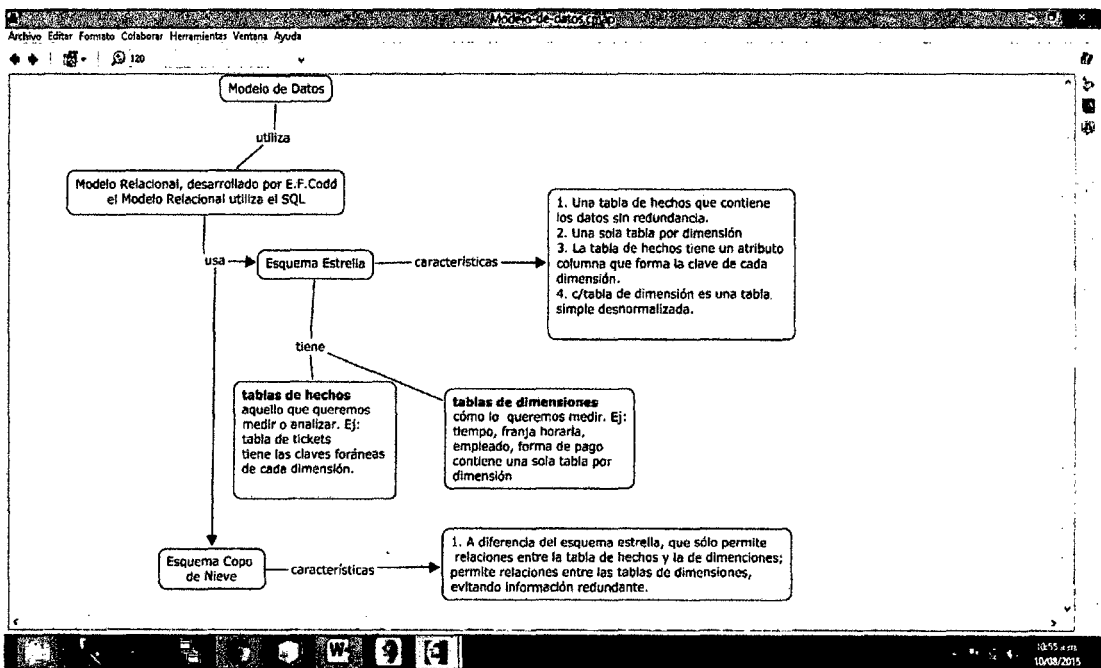 Modelo-de-datos.cmap
Archivo Editar Formato Colaborar Herramientas Ventana Ayuda
120
Modelo de Datos
utiliza
Modelo Relacional, desarrollado por E.F.Codd
el Modelo Relacional utiliza el SQL
usa
Esquema Estrella
características
1. Una tabla de hechos que contiene
los datos sin redundancia.
2. Una sola tabla por dimensión
3. La tabla de hechos tiene un atributo
columna que forma la clave de cada
dimensión.
4. c/tabla de dimensión es una tabla
simple desnormalizada.
tiene
tablas de hechos
aquello que queremos
medir o analizar. Ej:
tabla de tickets
tiene las claves foráneas
de cada dimensión.
tablas de dimensiones
cómo lo queremos medir. Ej:
tiempo, franja horaria,
empleado, forma de pago
contiene una sola tabla por
dimensión
Esquema Copo
de Nieve
características
1. A diferencia del esquema estrella, que sólo permite
relaciones entre la tabla de hechos y la de dimenciones;
permite relaciones entre las tablas de dimensiones,
evitando información redundante.
10:55 a.m.
10/08/2015